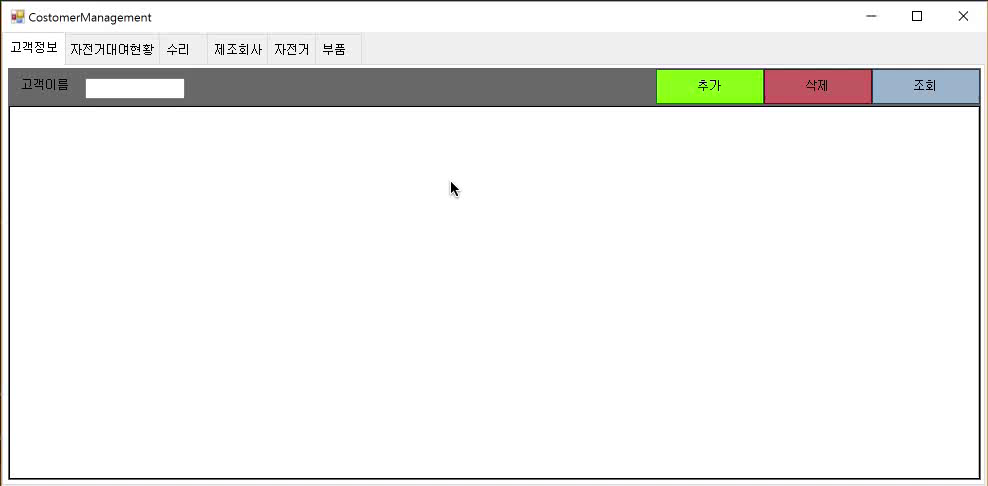 CostomerManagement
고객정보 자전거대여현황 수리 제조회사 자전거 부품
고객이름 추가 삭제 조회